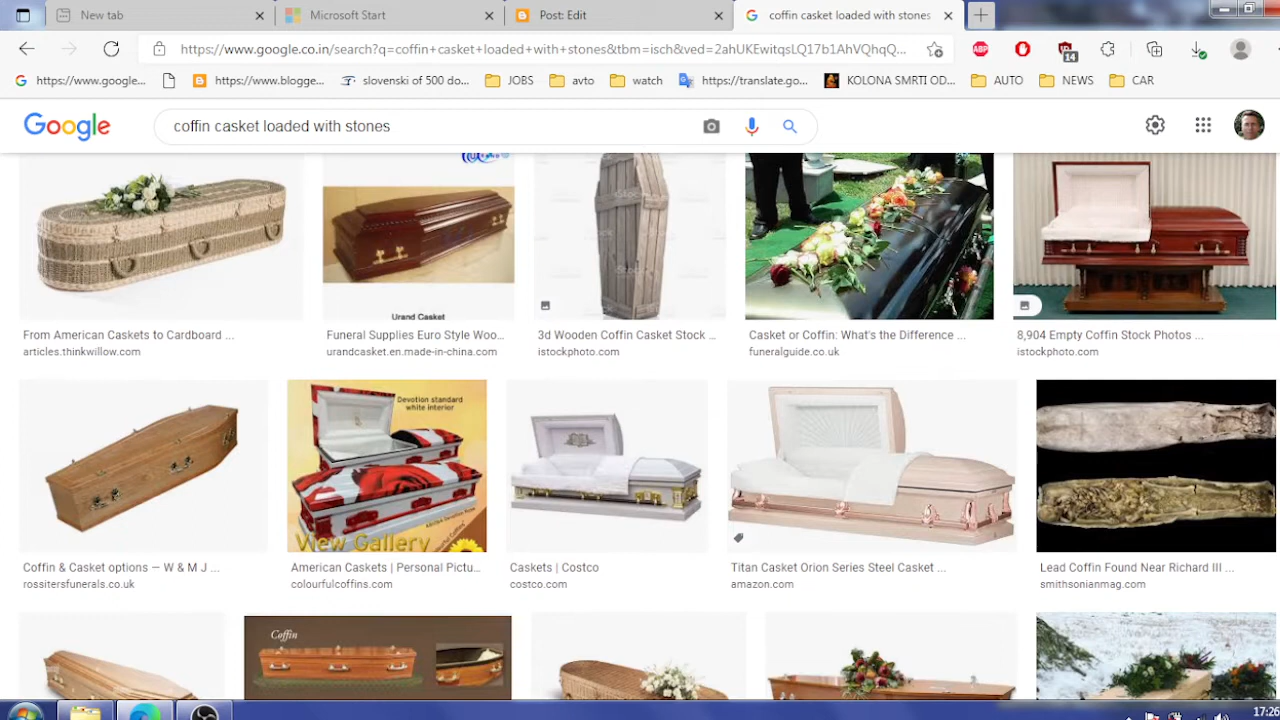 New tab
Microsoft Start
Post: Edit
coffin casket loaded with stones
https://www.google.co.in/search?q=coffin+casket+loaded+with+stones&tbm=isch&ved=2ahUKEwitqsLQ17b1AhVQhqQ...
14
https://www.google...
https://www.blogge...
slovenski of 500 do...
JOBS
avto
watch
https://translate.go...
KOLONA SMRTI OD...
AUTO
NEWS
CAR
Google
coffin casket loaded with stones
Urand Casket
From American Caskets to Cardboard ...
articles.thinkwillow.com
Funeral Supplies Euro Style Woo...
urandcasket.en.made-in-china.com
3d Wooden Coffin Casket Stock ...
istockphoto.com
Casket or Coffin: What's the Difference ...
funeralguide.co.uk
8,904 Empty Coffin Stock Photos ...
istockphoto.com
Devotion standard
white interior
View Gallery
Coffin & Casket options — W & M J ...
rossitersfunerals.co.uk
American Caskets | Personal Pictu...
colourfulcoffins.com
Caskets | Costco
costco.com
Titan Casket Orion Series Steel Casket ...
amazon.com
Lead Coffin Found Near Richard III ...
smithsonianmag.com
Coffin
17:26